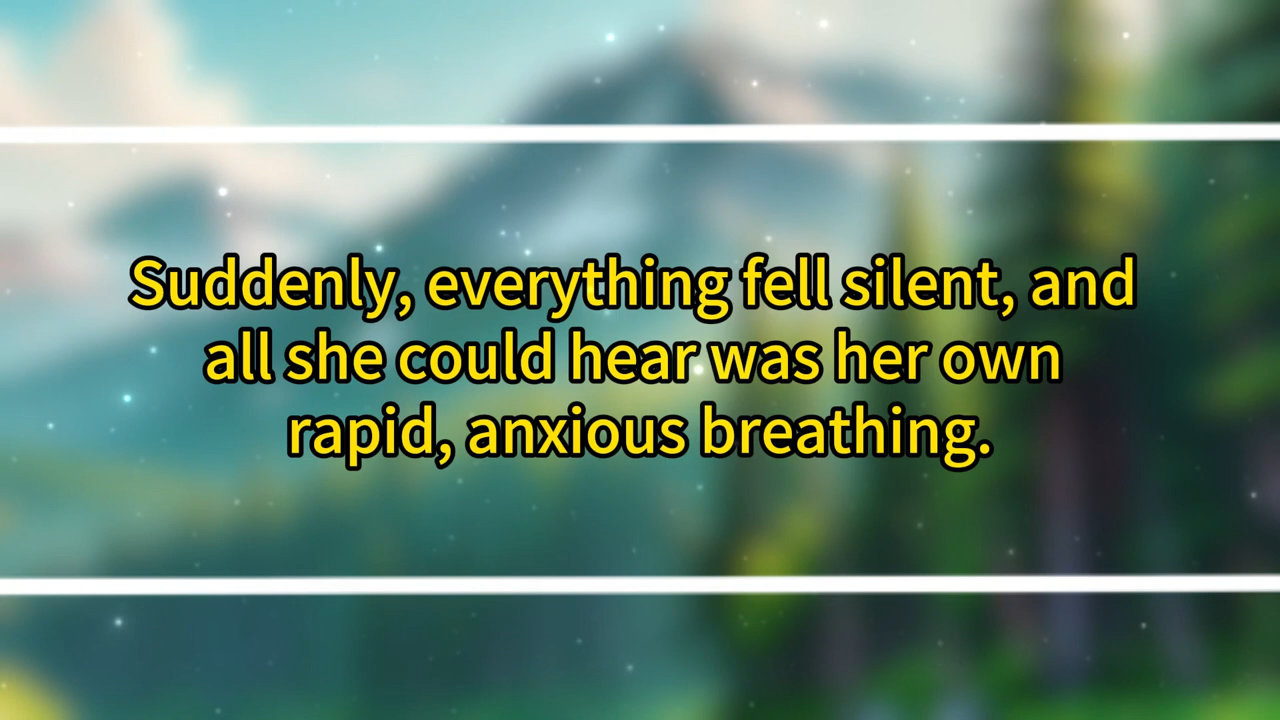 Suddenly, everything fell silent, and
all she could hear was her own
rapid, anxious breathing.